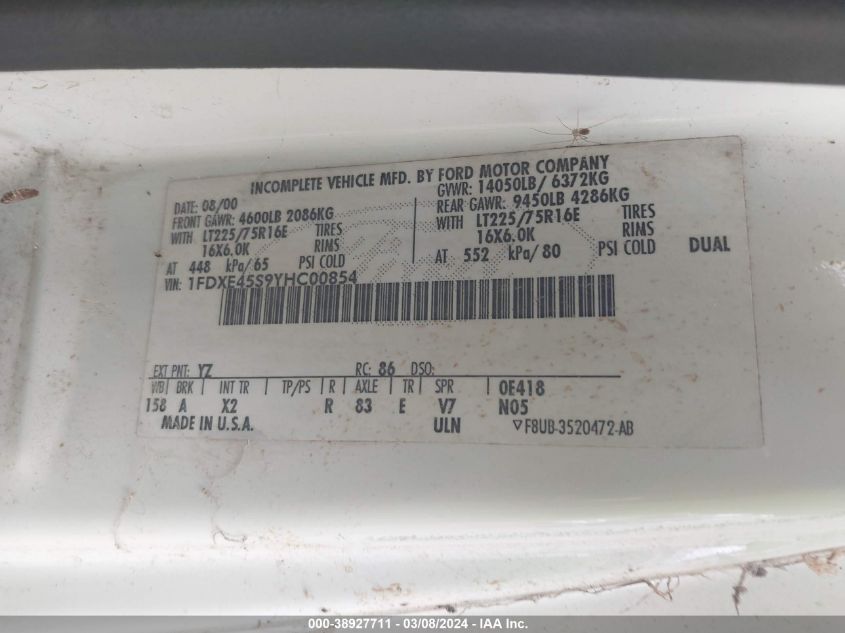 INCOMPLETE VEHICLE MFD. BY FORD MOTOR COMPANY
DATE: 08/00 GVWR: 14050LB/ 6372KG
FRONT GAWR: 4600LB 2086KG REAR GAWR: 9450LB 4286KG
WITH LT225/75R16E TIRES WITH LT225/75R16E TIRES
16X6.0K RIMS 16X6.0K RIMS
AT 448 kPa/65 PSI COLD AT 552 kPa/80 PSI COLD DUAL
VIN: 1FDXE45S9YHC00854
EXT PNT: YZ RC: 86 DSO:
WB BRK INT TR TP/PS R AXLE TR SPR OE418
158 A X2 R 83 E V7 N05
MADE IN U.S.A. ULN ▽F8UB-3520472-AB
000-38927711 - 03/08/2024 - IAA Inc.